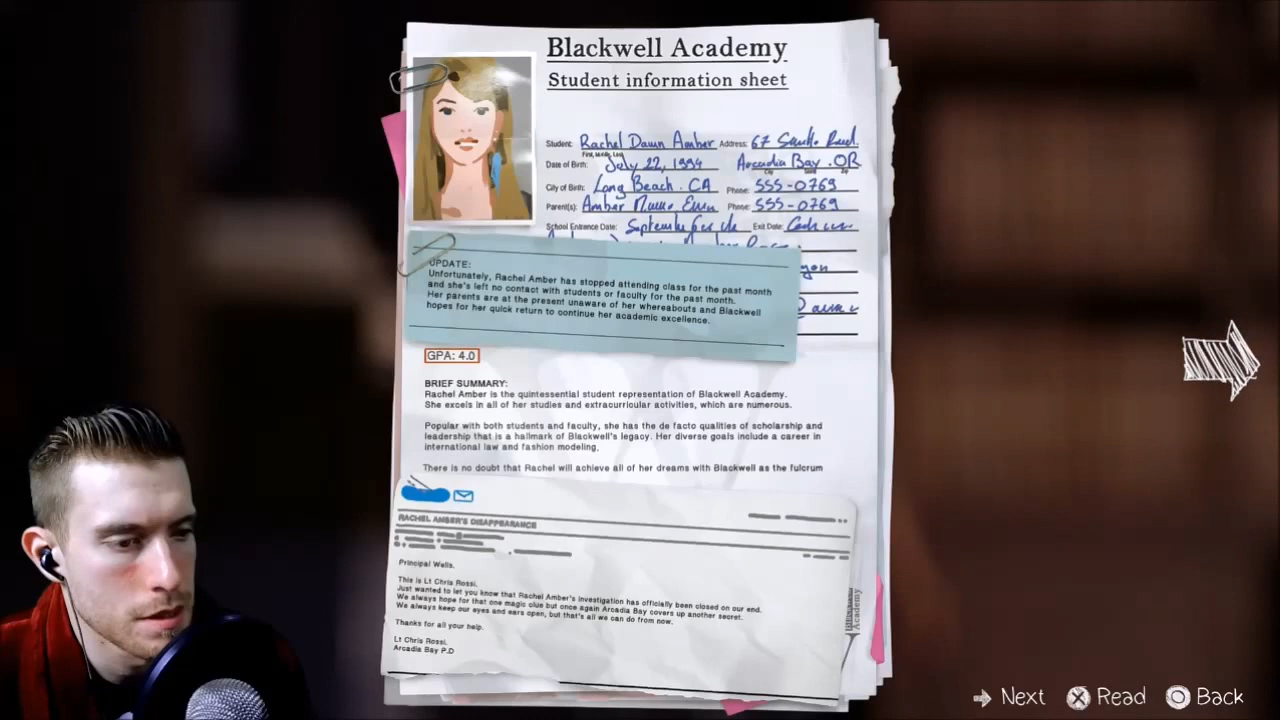 Blackwell Academy
Student information sheet
Student: Rachel Dawn Amber Address: 67
First, Middle, Last
Date of Birth: July 22, 1994 Arcadia Bay . OR
City State Zip
City of Birth: Long Beach . CA Phone: 555-0769
Parent(s): Amber Phone: 555-0769
School Entrance Date: Exit Date:
UPDATE:
Unfortunately, Rachel Amber has stopped attending class for the past month
and she's left no contact with students or faculty for the past month.
Her parents are at the present unaware of her whereabouts and Blackwell
hopes for her quick return to continue her academic excellence.
GPA: 4.0
BRIEF SUMMARY:
Rachel Amber is the quintessential student representation of Blackwell Academy.
She excels in all of her studies and extracurricular activities, which are numerous.
Popular with both students and faculty, she has the de facto qualities of scholarship and
leadership that is a hallmark of Blackwell's legacy. Her diverse goals include a career in
international law and fashion modeling.
There is no doubt that Rachel will achieve all of her dreams with Blackwell as the fulcrum
RACHEL AMBER'S DISAPPEARANCE
Principal Wells,
This is Lt Chris Rossi.
Just wanted to let you know that Rachel Amber's investigation has officially been closed on our end.
We always hope for that one magic clue but once again Arcadia Bay covers up another secret.
We always keep our eyes and ears open, but that's all we can do from now.
Thanks for all your help.
Lt Chris Rossi.
Arcadia Bay P.D
Academy
Next Read Back